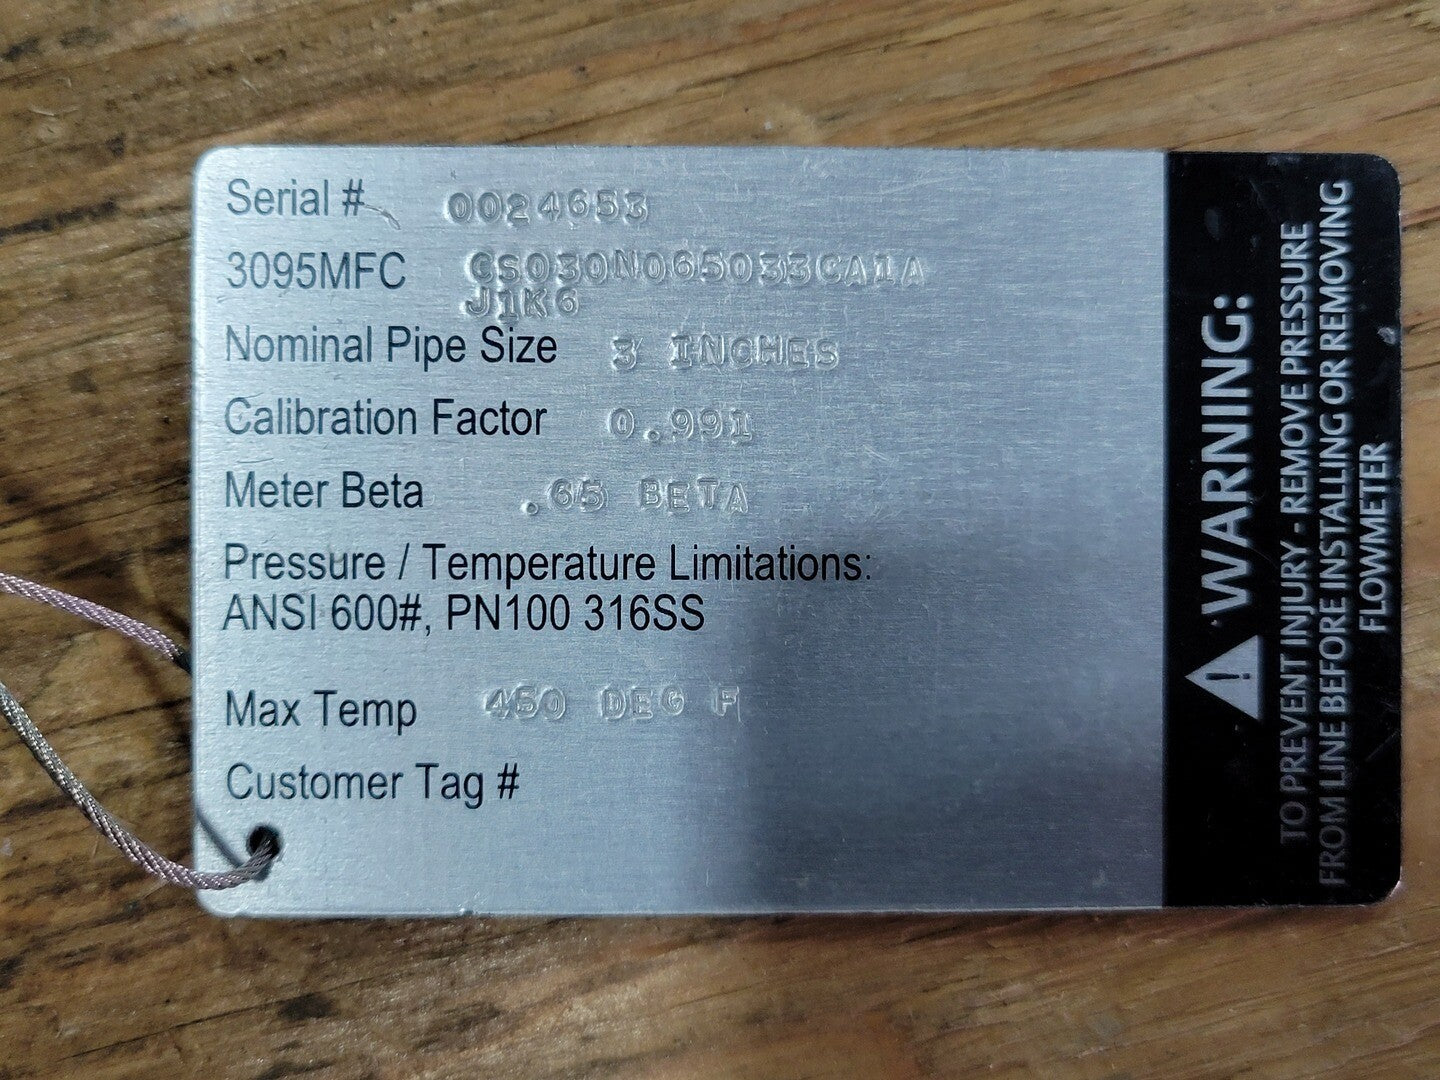 Serial # 0024653
3095MFC CS030N065033CA1A
J1K6
Nominal Pipe Size 3 INCHES
Calibration Factor 0.991
Meter Beta .65 BETA
Pressure / Temperature Limitations:
ANSI 600#, PN100 316SS
Max Temp 450 DEG F
Customer Tag #
WARNING:
TO PREVENT INJURY - REMOVE PRESSURE
FROM LINE BEFORE INSTALLING OR REMOVING
FLOWMETER